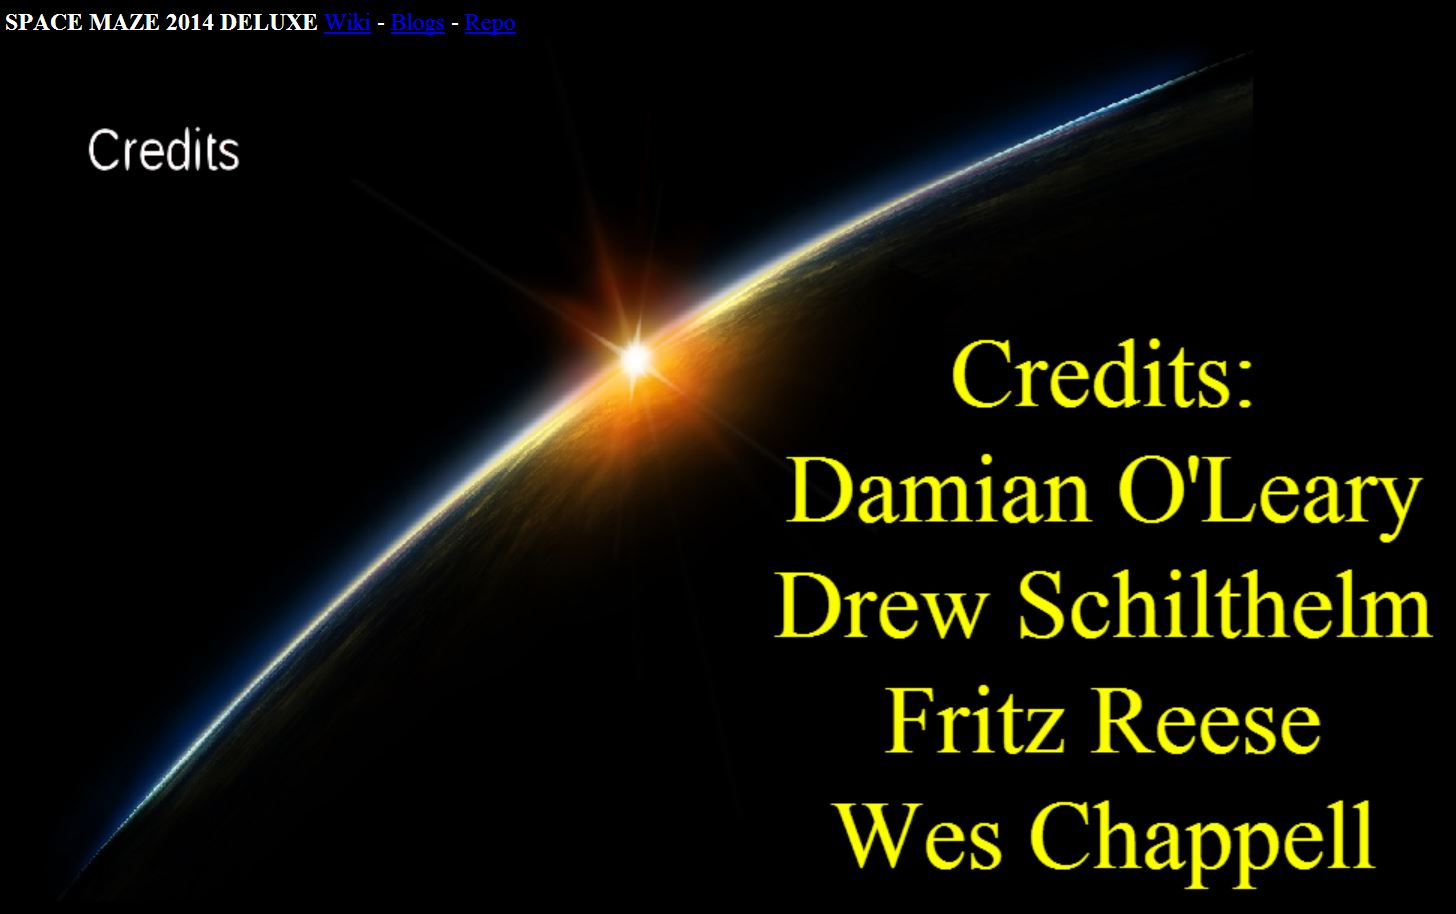 SPACE MAZE 2014 DELUXE Wiki - Blogs - Repo
Credits
Credits:
Damian O'Leary
Drew Schilthelm
Fritz Reese
Wes Chappell